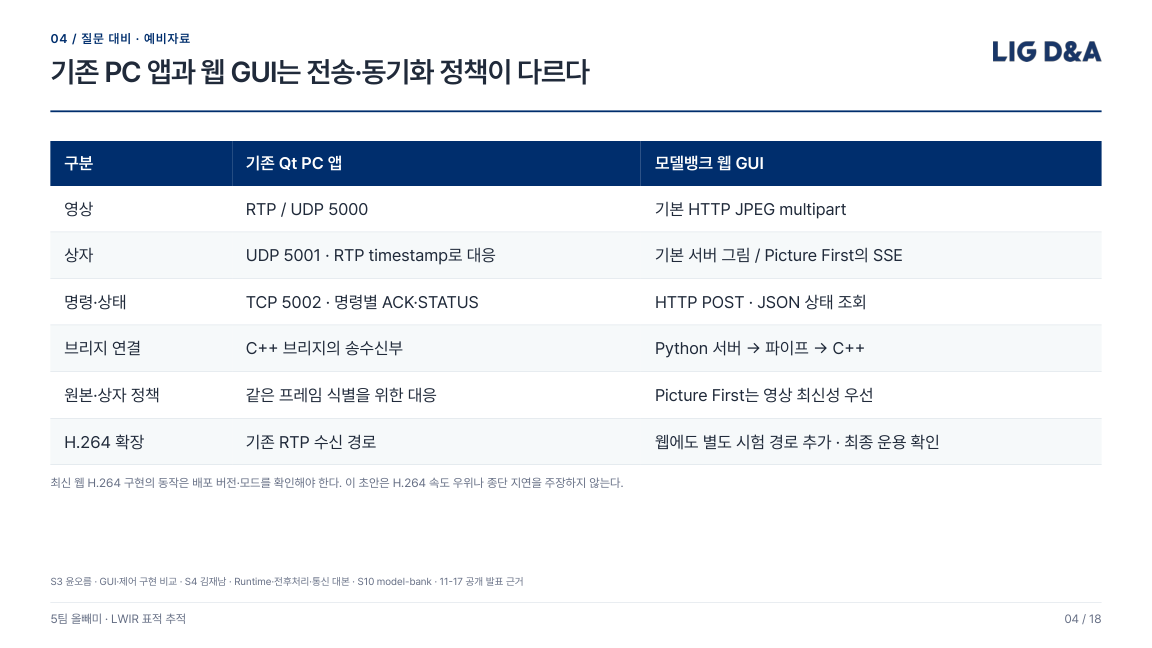 04 / 질문 대비 · 예비자료
기존 PC 앱과 웹 GUI는 전송·동기화 정책이 다르다
LIG D&A
구분 기존 Qt PC 앱 모델뱅크 웹 GUI
영상 RTP / UDP 5000 기본 HTTP JPEG multipart
상자 UDP 5001 · RTP timestamp로 대응 기본 서버 그림 / Picture First의 SSE
명령·상태 TCP 5002 · 명령별 ACK·STATUS HTTP POST · JSON 상태 조회
브리지 연결 C++ 브리지의 송수신부 Python 서버 → 파이프 → C++
원본·상자 정책 같은 프레임 식별을 위한 대응 Picture First는 영상 최신성 우선
H.264 확장 기존 RTP 수신 경로 웹에도 별도 시험 경로 추가 · 최종 운용 확인
최신 웹 H.264 구현의 동작은 배포 버전·모드를 확인해야 한다. 이 초안은 H.264 속도 우위나 종단 지연을 주장하지 않는다.
S3 윤오름 · GUI·제어 구현 비교 · S4 김재남 · Runtime·전후처리·통신 대본 · S10 model-bank · 11-17 공개 발표 근거
5팀 올빼미 · LWIR 표적 추적
04 / 18